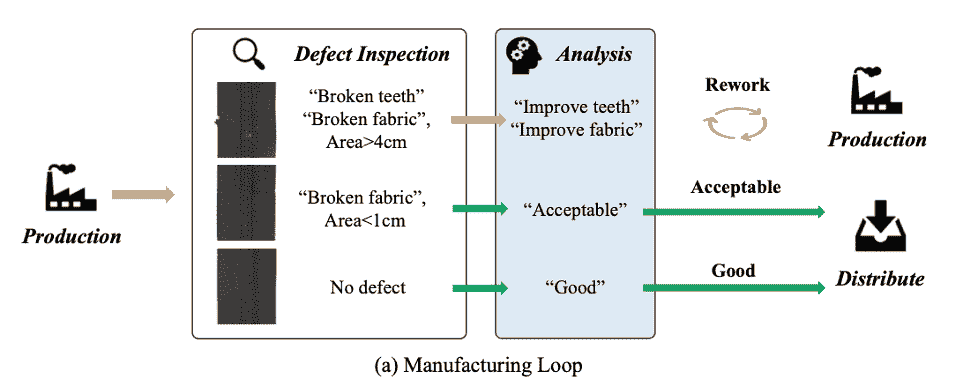 Defect Inspection
Analysis
"Broken teeth"
"Broken fabric",
Area>4cm
"Improve teeth"
"Improve fabric"
Rework
Production
Production
"Broken fabric",
Area<1cm
"Acceptable"
Acceptable
No defect
"Good"
Good
Distribute
(a) Manufacturing Loop